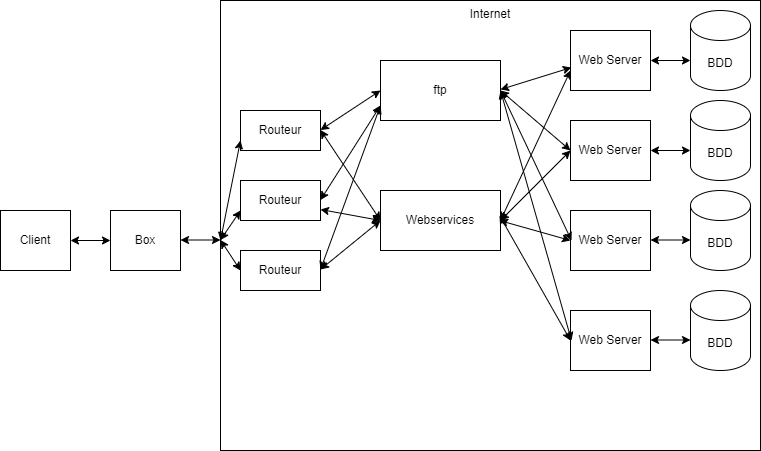 Internet
Web Server
BDD
ftp
Routeur
Web Server
BDD
Routeur
Webservices
Client
Box
Web Server
BDD
Routeur
Web Server
BDD